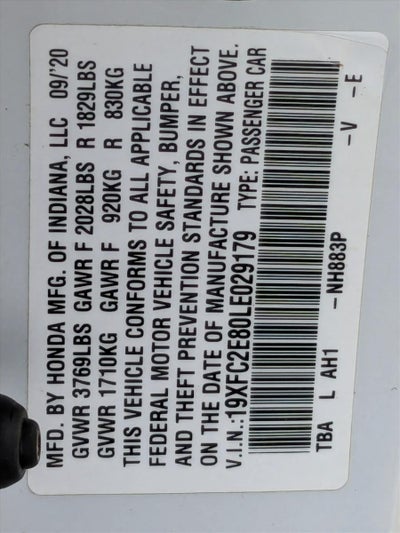 MFD. BY HONDA MFG. OF INDIANA, LLC 09/'20
GVWR 3769LBS GAWR F 2028LBS R 1829LBS
GVWR 1710KG GAWR F 920KG R 830KG
THIS VEHICLE CONFORMS TO ALL APPLICABLE
FEDERAL MOTOR VEHICLE SAFETY, BUMPER,
AND THEFT PREVENTION STANDARDS IN EFFECT
ON THE DATE OF MANUFACTURE SHOWN ABOVE.
V.I.N.:19XFC2E80LE029179 TYPE: PASSENGER CAR
TBA L AH1 -NH883P -V -E